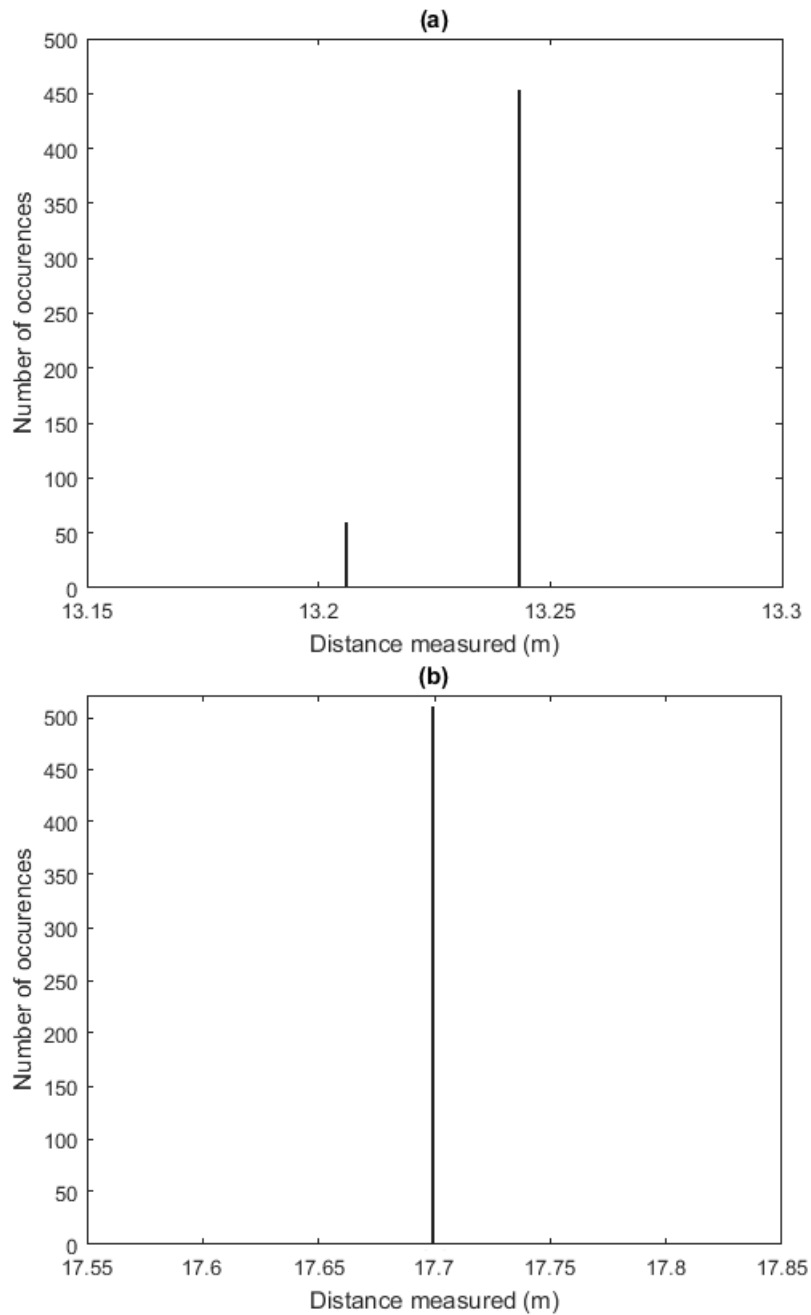 (a)
500
450
400
350
300
250
200
150
100
50
0
Number of occurences
13.15 13.2 13.25 13.3
Distance measured (m)
(b)
500
450
400
350
300
250
200
150
100
50
0
Number of occurences
17.55 17.6 17.65 17.7 17.75 17.8 17.85
Distance measured (m)